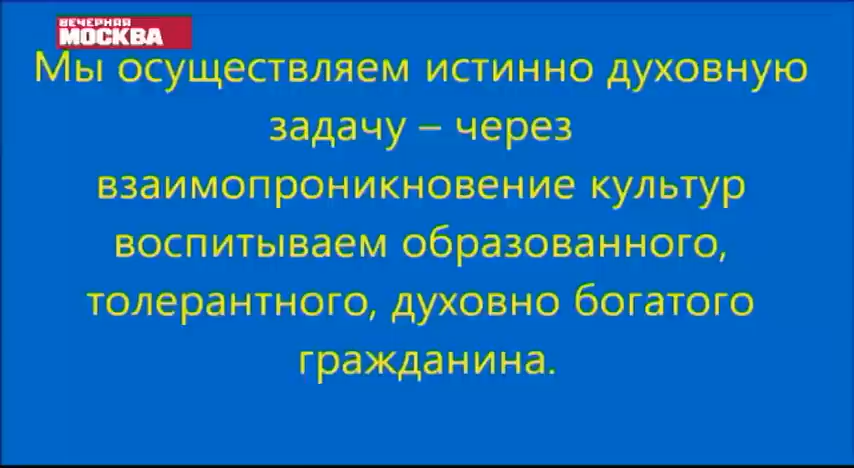 ВЕЧЕРНЯЯ
МОСКВА
Мы осуществляем истинно духовную
задачу – через
взаимопроникновение культур
воспитываем образованного,
толерантного, духовно богатого
гражданина.